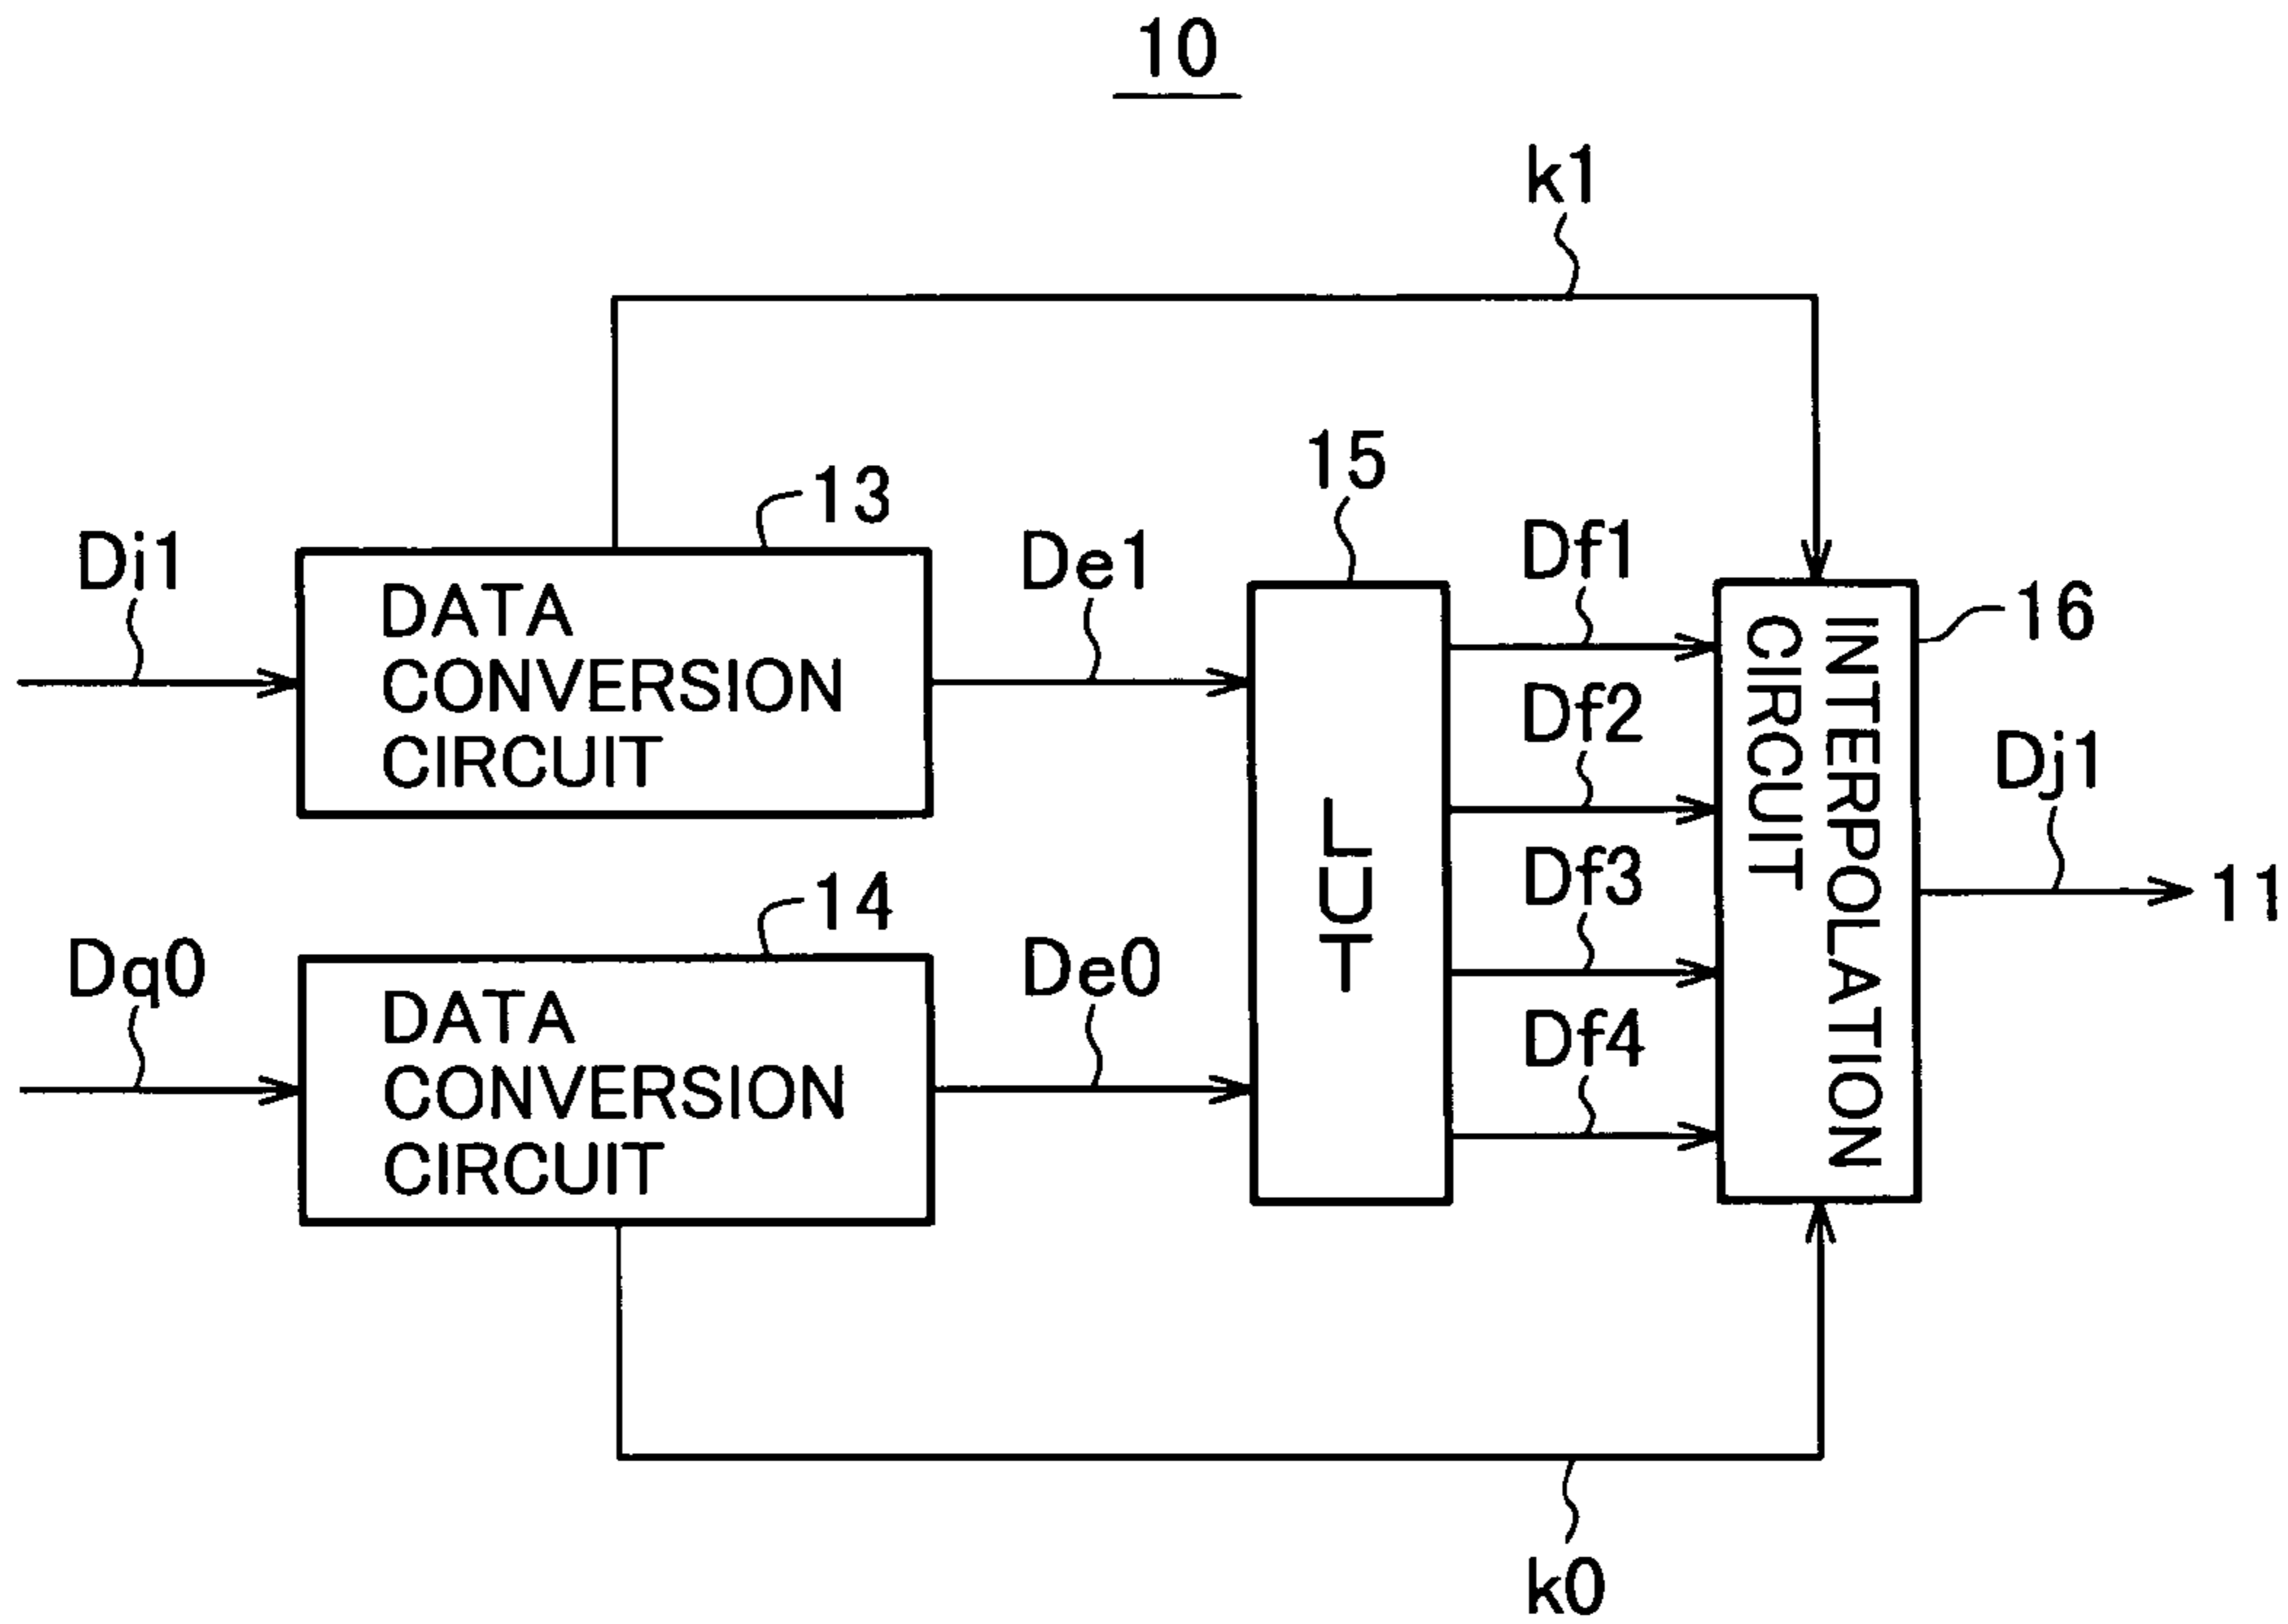 10
k1
13
Di1
DATA
CONVERSION
CIRCUIT
De1
15
LUT
Df1
Df2
Df3
Df4
INTERPOLATION
CIRCUIT
16
Dj1
11
14
Dq0
DATA
CONVERSION
CIRCUIT
De0
k0